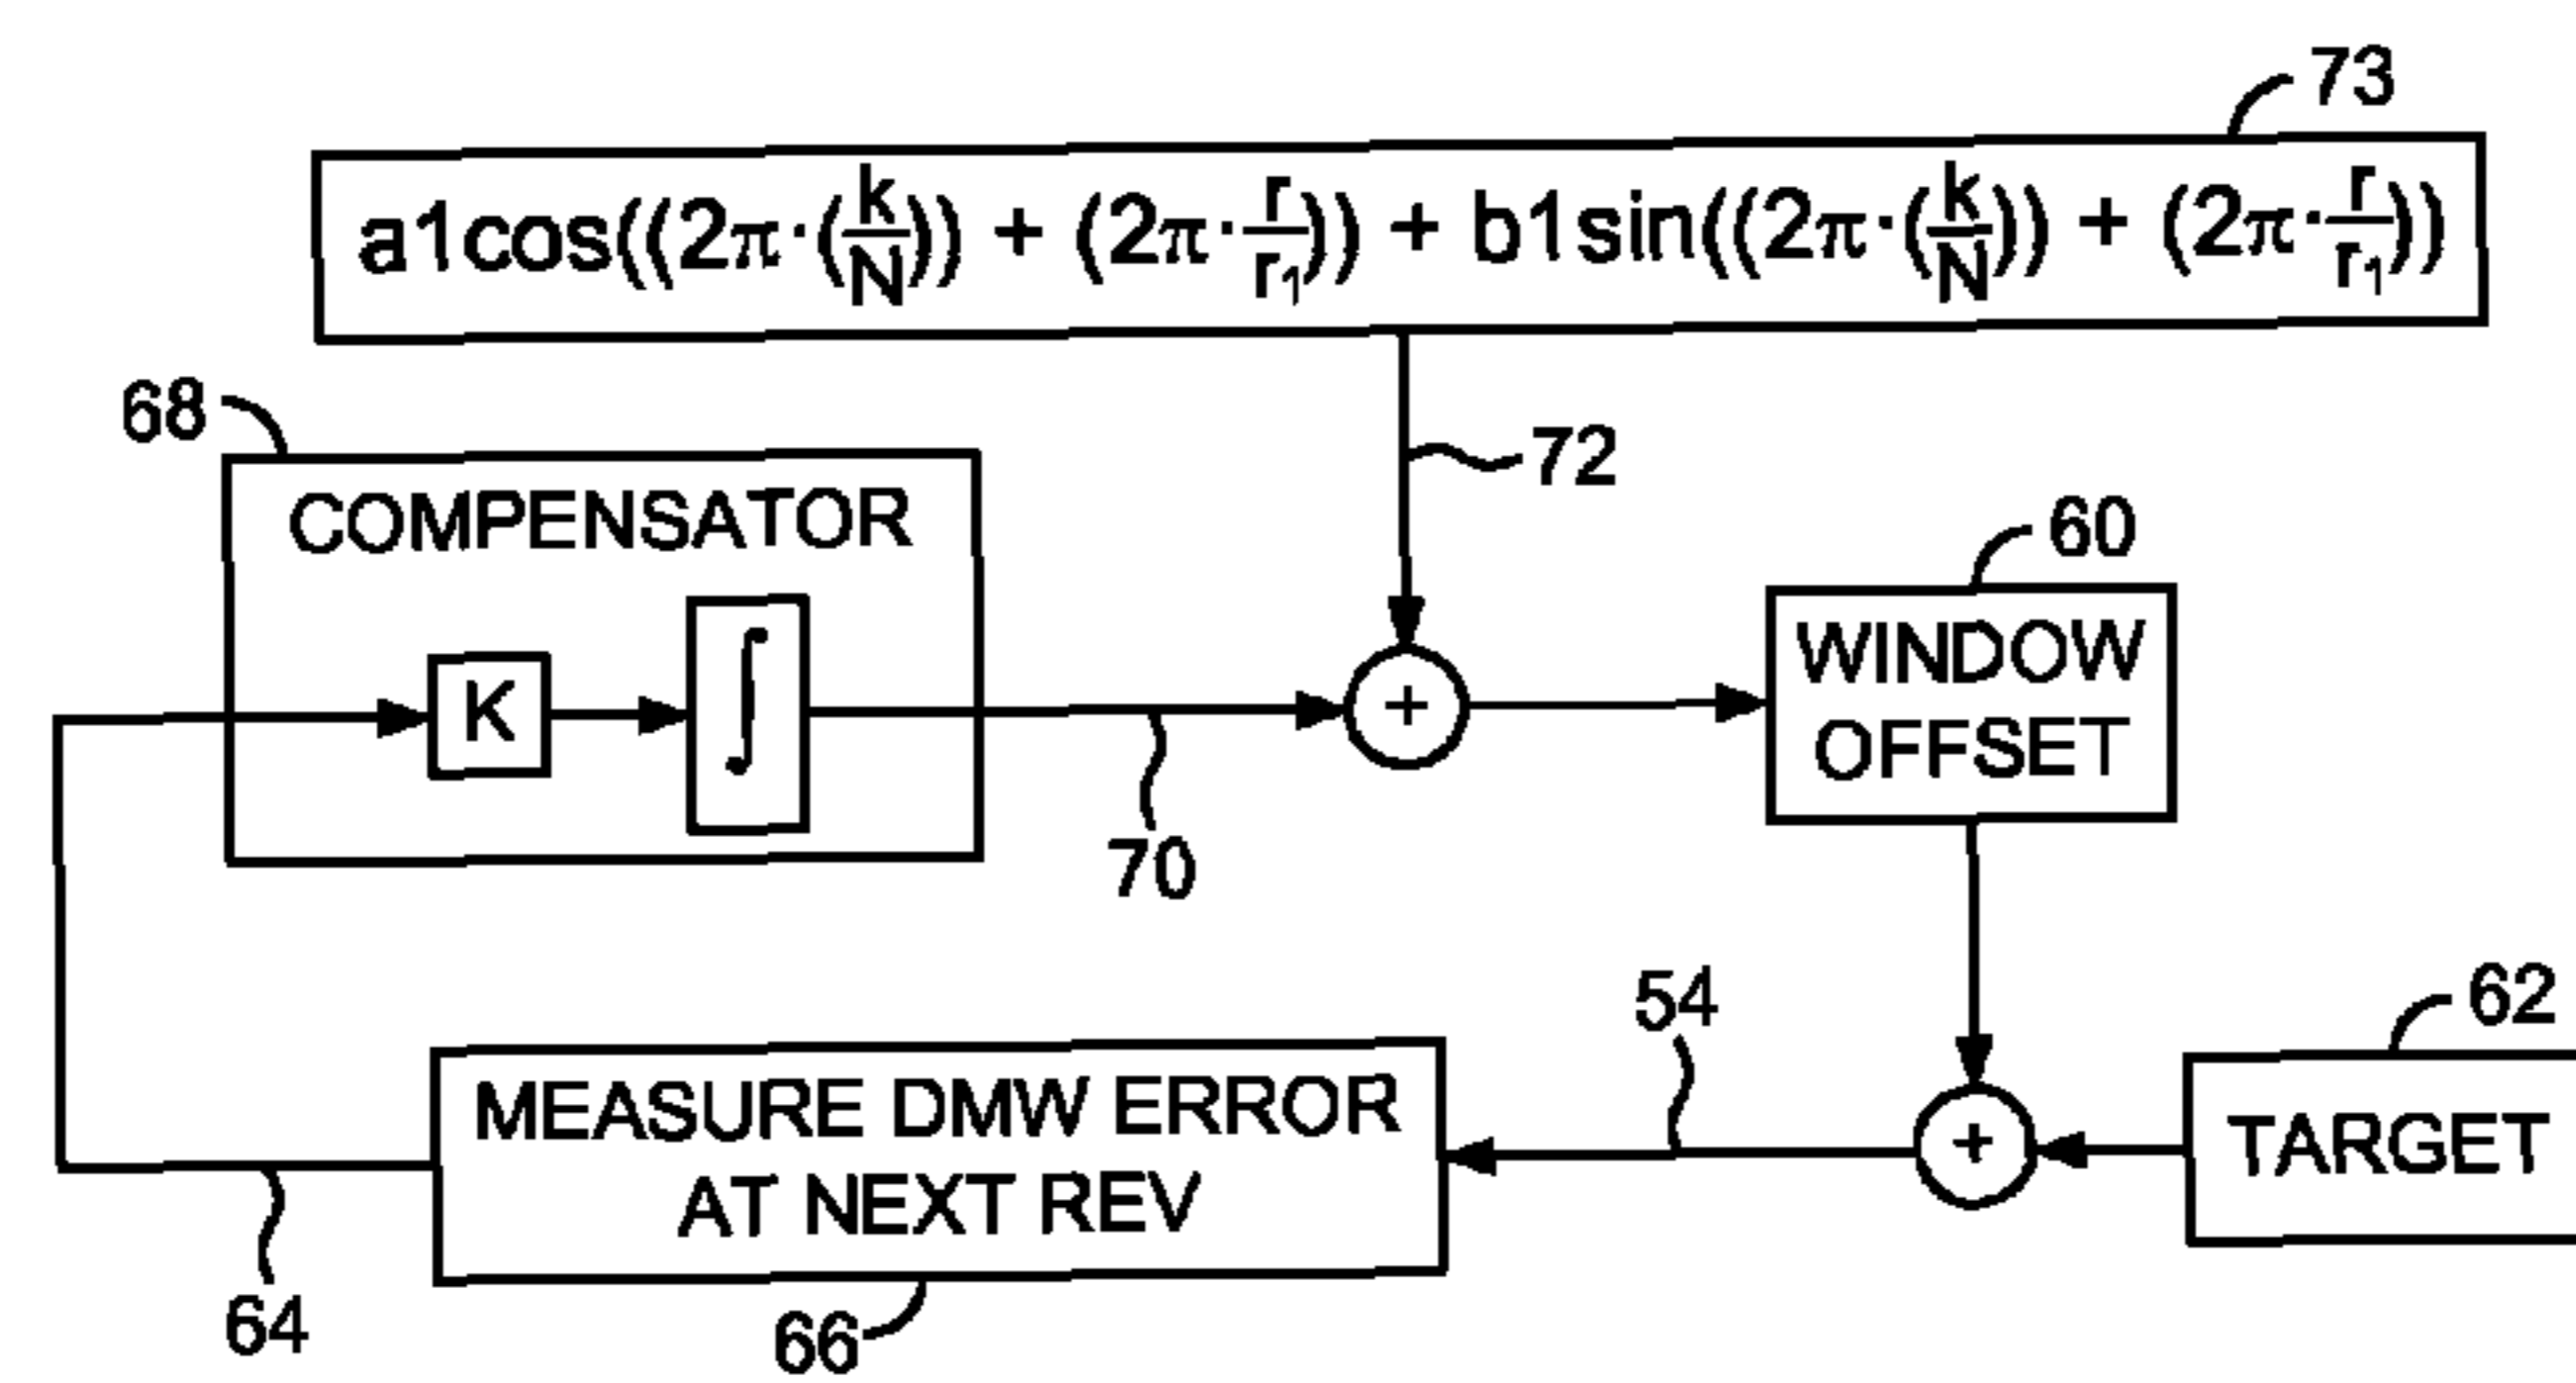 73
a1cos((2π·(k/N)) + (2π·r/r₁)) + b1sin((2π·(k/N)) + (2π·r/r₁))
68
72
COMPENSATOR
60
WINDOW
OFFSET
K
∫
+
70
54
62
MEASURE DMW ERROR
AT NEXT REV
+
TARGET
64
66